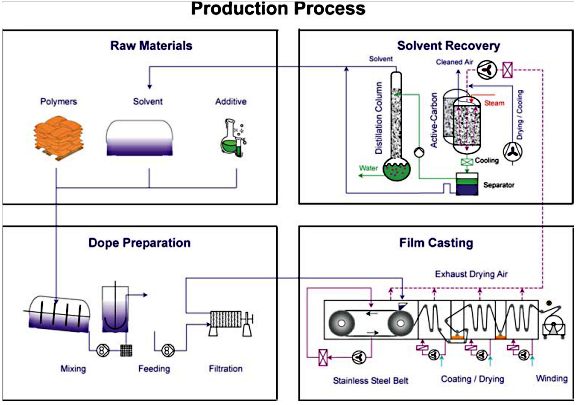 Production Process
Raw Materials
Polymers
Solvent
Additive
Solvent Recovery
Solvent
Cleaned Air
Distillation Column
Active-Carbon
Steam
Drying / Cooling
Cooling
Water
Separator
Dope Preparation
Mixing
Feeding
Filtration
Film Casting
Exhaust Drying Air
Stainless Steel Belt
Coating / Drying
Winding